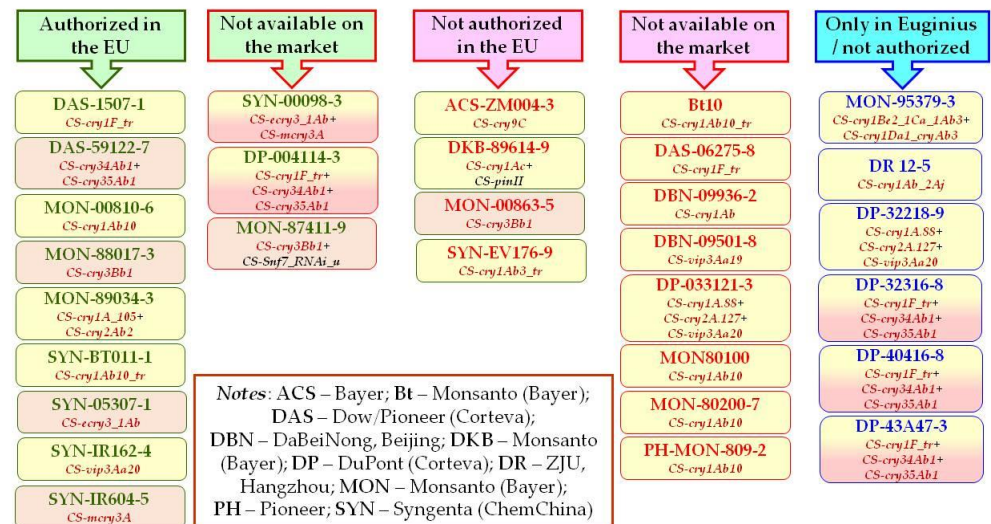 Authorized in
the EU
DAS-1507-1
CS-cry1F_tr
DAS-59122-7
CS-cry34Ab1+
CS-cry35Ab1
MON-00810-6
CS-cry1Ab10
MON-88017-3
CS-cry3Bb1
MON-89034-3
CS-cry1A_105+
CS-cry2Ab2
SYN-BT011-1
CS-cry1Ab10_tr
SYN-05307-1
CS-ecry3_1Ab
SYN-IR162-4
CS-vip3Aa20
SYN-IR604-5
CS-mcry3A
Not available on
the market
SYN-00098-3
CS-ecry3_1Ab+
CS-mcry3A
DP-004114-3
CS-cry1F_tr+
CS-cry34Ab1+
CS-cry35Ab1
MON-87411-9
CS-cry3Bb1+
CS-Snf7_RNAi_u
Not authorized
in the EU
ACS-ZM004-3
CS-cry9C
DKB-89614-9
CS-cry1Ac+
CS-pinII
MON-00863-5
CS-cry3Bb1
SYN-EV176-9
CS-cry1Ab3_tr
Not available on
the market
Bt10
CS-cry1Ab10_tr
DAS-06275-8
CS-cry1F_tr
DBN-09936-2
CS-cry1Ab
DBN-09501-8
CS-vip3Aa19
DP-033121-3
CS-cry1A.88+
CS-cry2A.127+
CS-vip3Aa20
MON80100
CS-cry1Ab10
MON-80200-7
CS-cry1Ab10
PH-MON-809-2
CS-cry1Ab10
Only in Euginius
/ not authorized
MON-95379-3
CS-cry1Be2_1Ca_1Ab3+
CS-cry1Da1_cryAb3
DR 12-5
CS-cry1Ab_2Aj
DP-32218-9
CS-cry1A.88+
CS-cry2A.127+
CS-vip3Aa20
DP-32316-8
CS-cry1F_tr+
CS-cry34Ab1+
CS-cry35Ab1
DP-40416-8
CS-cry1F_tr+
CS-cry34Ab1+
CS-cry35Ab1
DP-43A47-3
CS-cry1F_tr+
CS-cry34Ab1+
CS-cry35Ab1
Notes: ACS – Bayer; Bt – Monsanto (Bayer);
DAS – Dow/Pioneer (Corteva);
DBN – DaBeiNong, Beijing; DKB – Monsanto
(Bayer); DP – DuPont (Corteva); DR – ZJU,
Hangzhou; MON – Monsanto (Bayer);
PH – Pioneer; SYN – Syngenta (ChemChina)